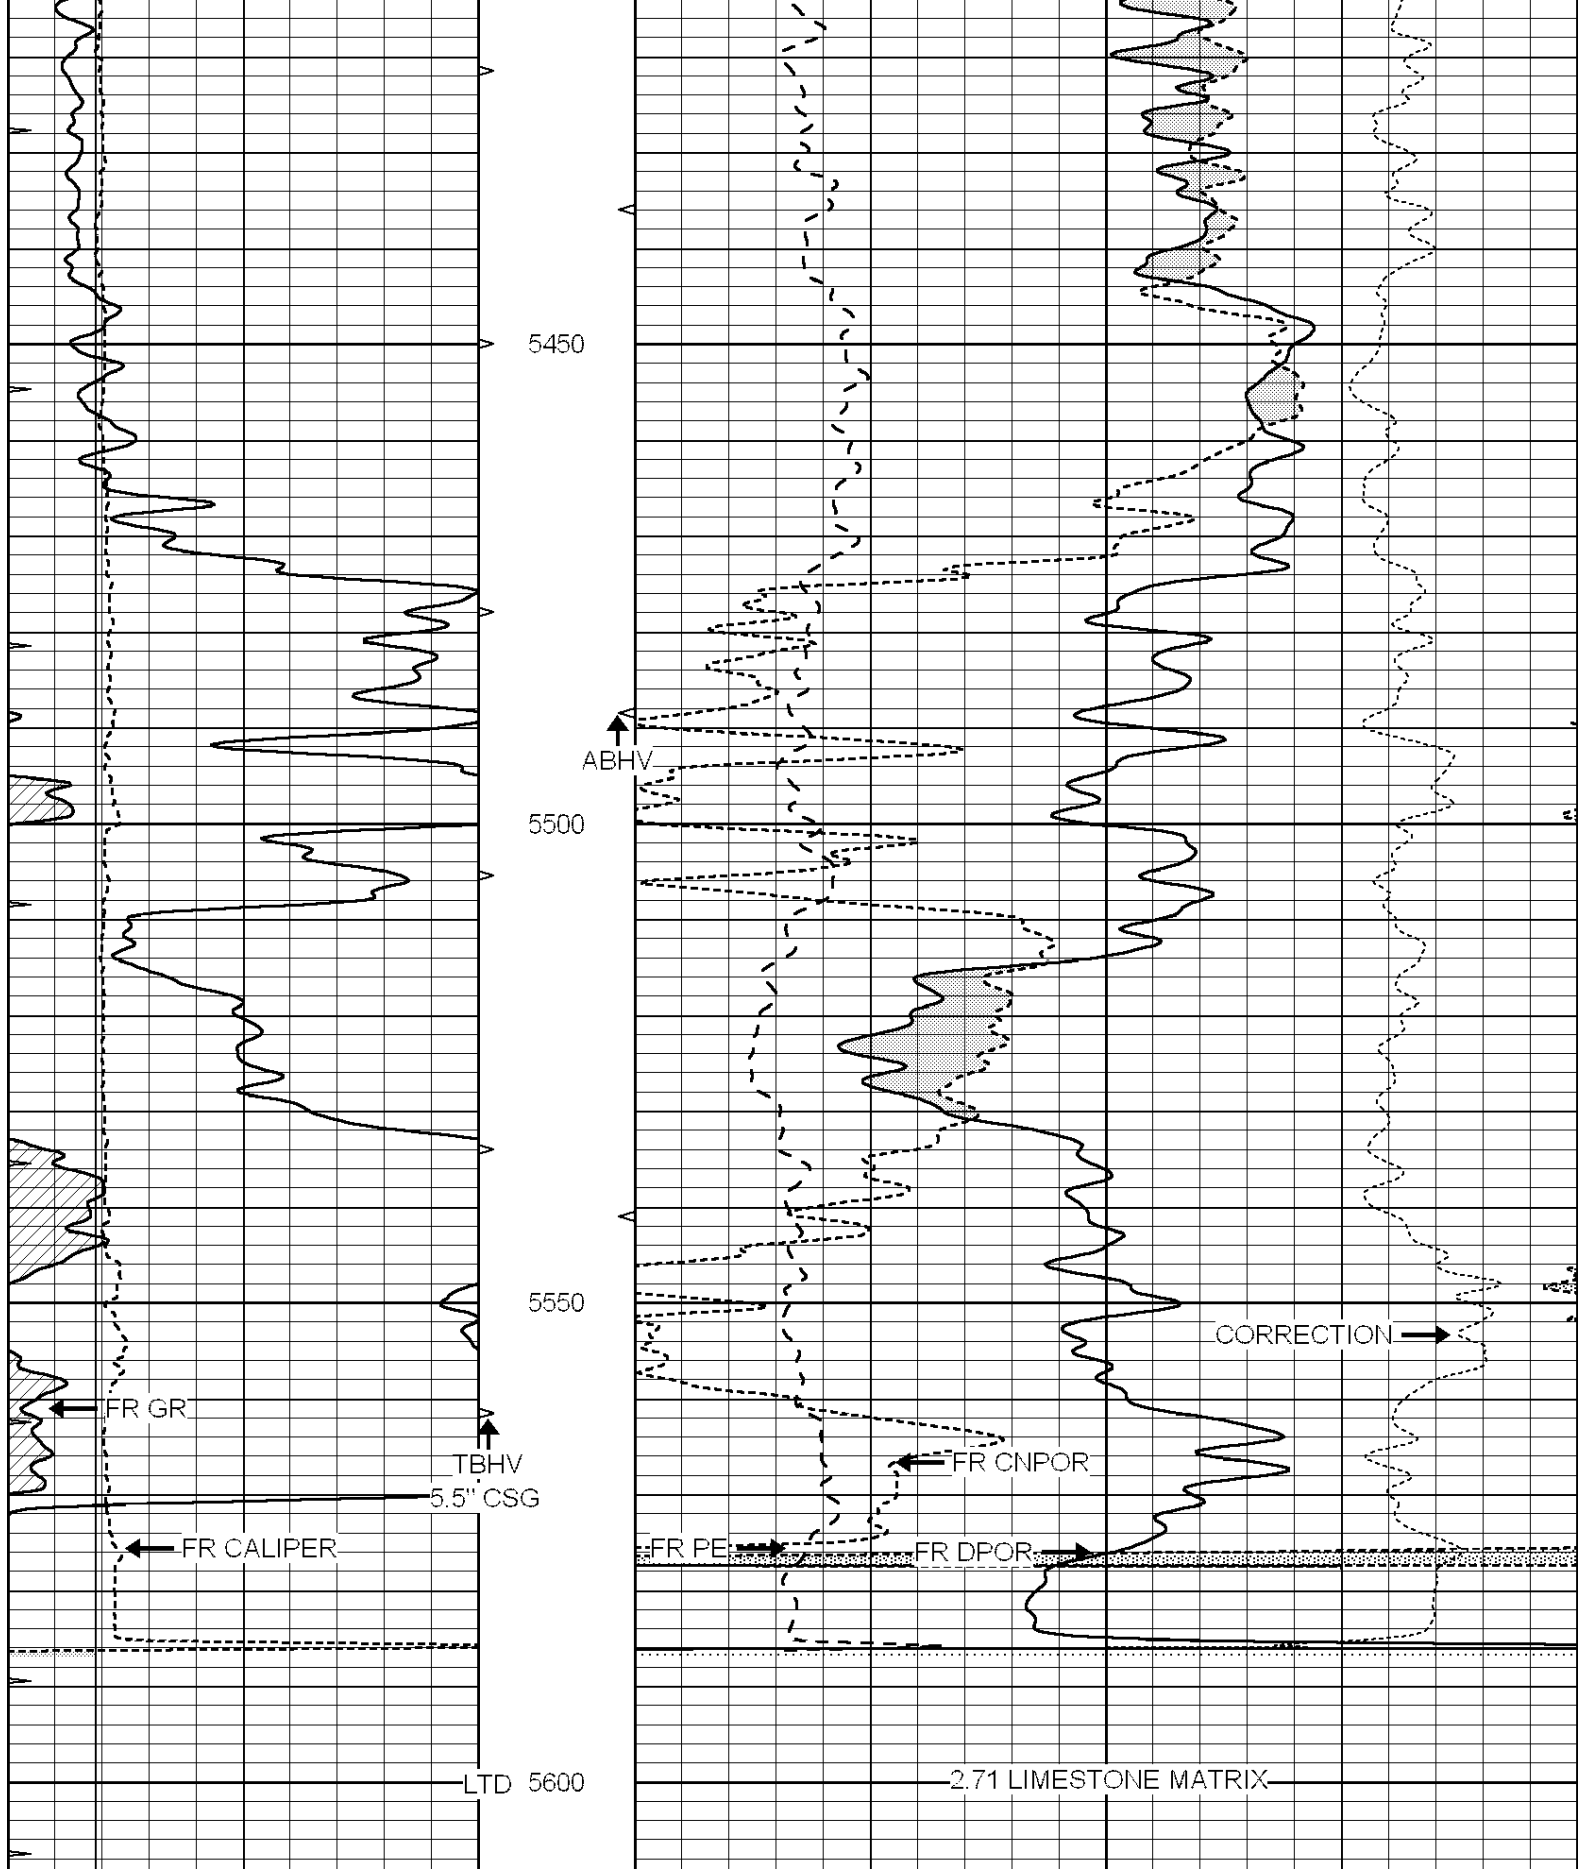 5450
ABHV
5500
5550
CORRECTION
FR GR
TBHV
FR CNPOR
5.5" CSG
FR CALIPER
FR PE
FR DPOR
LTD 5600
2.71 LIMESTONE MATRIX